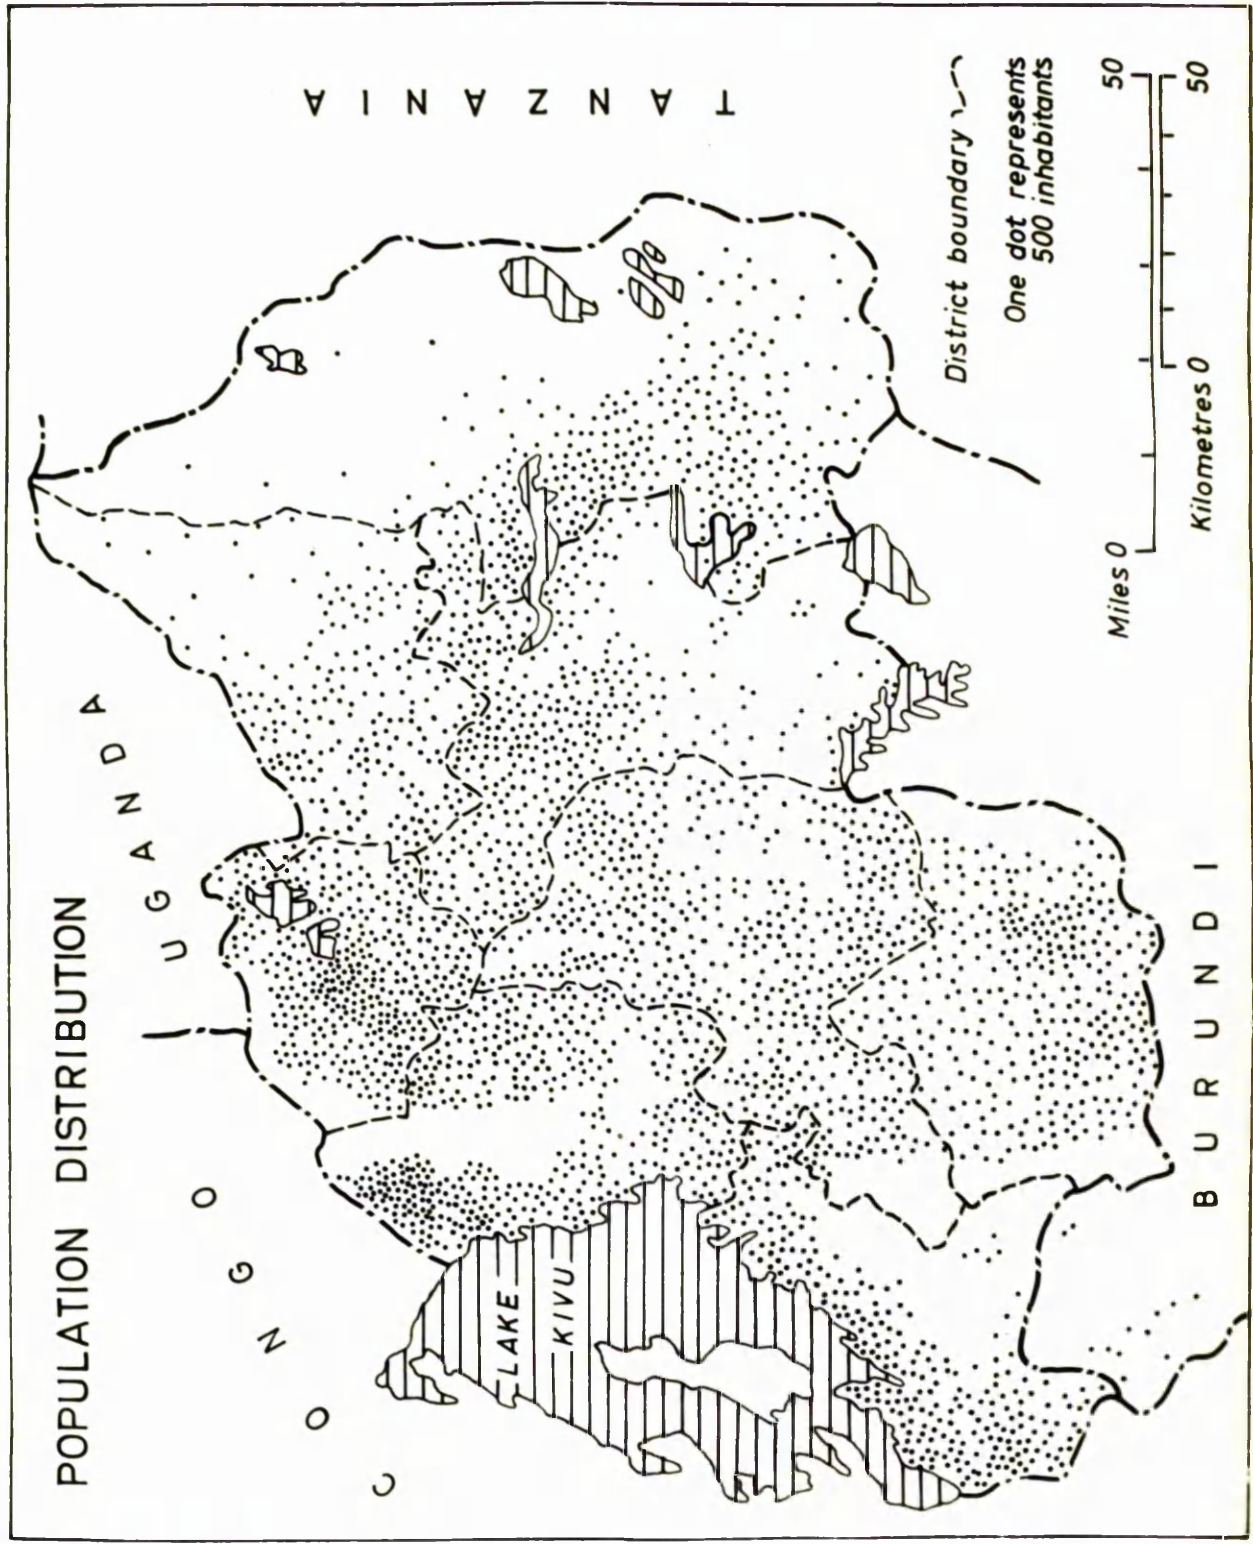 POPULATION DISTRIBUTION
UGANDA
CONGO
TANZANIA
LAKE
KIVU
BURUNDI
District boundary
One dot represents
500 inhabitants
Miles 0 50
Kilometres 0 50